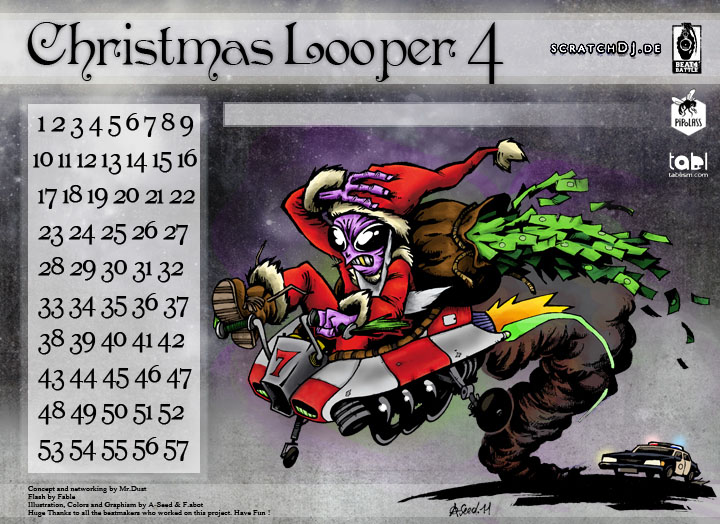 Christmas Looper 4
scratchDJ.de
BEAT4
BATTLE
1 2 3 4 5 6 7 8 9
10 11 12 13 14 15 16
17 18 19 20 21 22
23 24 25 26 27
28 29 30 31 32
33 34 35 36 37
38 39 40 41 42
43 44 45 46 47
48 49 50 51 52
53 54 55 56 57
PiRoLASS
tabl
tablism.com
7
A-Seed-11
Concept and networking by Mr.Dust
Flash by Fable
Illustration, Colors and Graphism by A-Seed & F.abot
Huge Thanks to all the beatmakers who worked on this project. Have Fun !